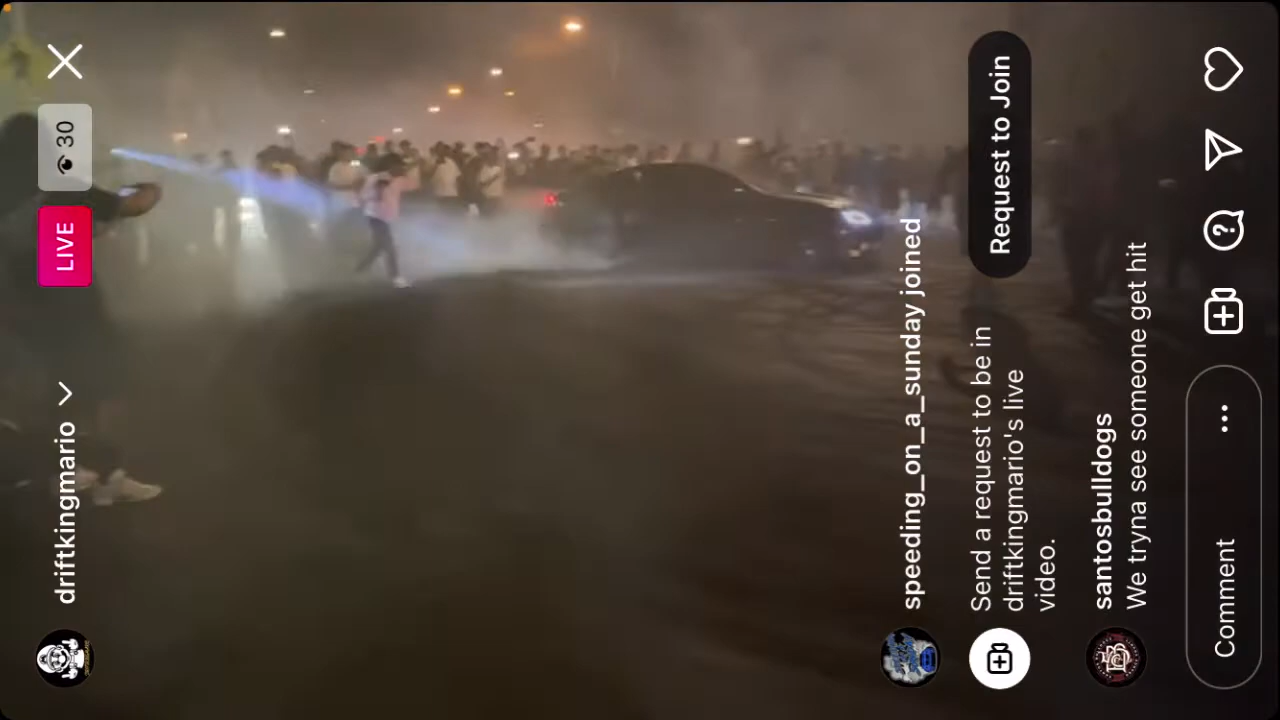 driftkingmario
LIVE
30
speeding_on_a_sunday joined
Send a request to be in
driftkingmario's live
video.
Request to Join
santosbulldogs
We tryna see someone get hit
Comment